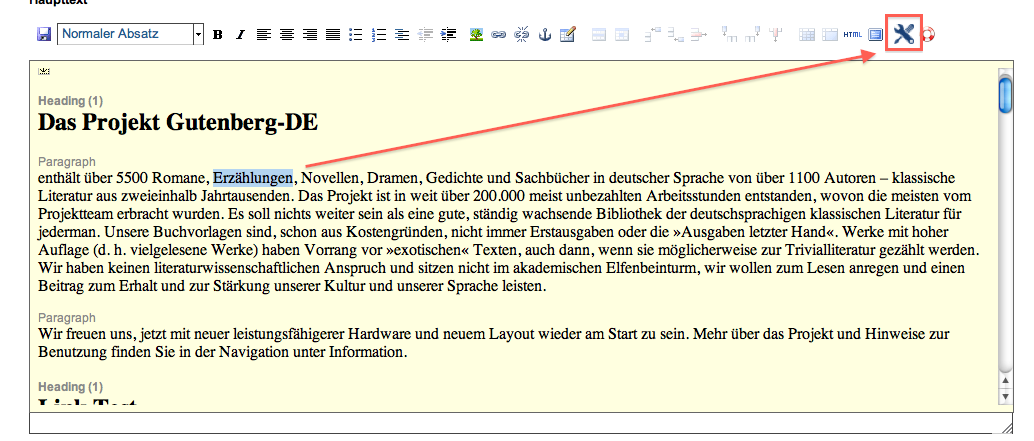 Haupttext
Normaler Absatz B I HTML
Heading (1)
Das Projekt Gutenberg-DE
Paragraph
enthält über 5500 Romane, Erzählungen, Novellen, Dramen, Gedichte und Sachbücher in deutscher Sprache von über 1100 Autoren – klassische
Literatur aus zweieinhalb Jahrtausenden. Das Projekt ist in weit über 200.000 meist unbezahlten Arbeitsstunden entstanden, wovon die meisten vom
Projektteam erbracht wurden. Es soll nichts weiter sein als eine gute, ständig wachsende Bibliothek der deutschsprachigen klassischen Literatur für
jederman. Unsere Buchvorlagen sind, schon aus Kostengründen, nicht immer Erstausgaben oder die »Ausgaben letzter Hand«. Werke mit hoher
Auflage (d. h. vielgelesene Werke) haben Vorrang vor »exotischen« Texten, auch dann, wenn sie möglicherweise zur Trivialliteratur gezählt werden.
Wir haben keinen literaturwissenschaftlichen Anspruch und sitzen nicht im akademischen Elfenbeinturm, wir wollen zum Lesen anregen und einen
Beitrag zum Erhalt und zur Stärkung unserer Kultur und unserer Sprache leisten.
Paragraph
Wir freuen uns, jetzt mit neuer leistungsfähigerer Hardware und neuem Layout wieder am Start zu sein. Mehr über das Projekt und Hinweise zur
Benutzung finden Sie in der Navigation unter Information.
Heading (1)
Link Test